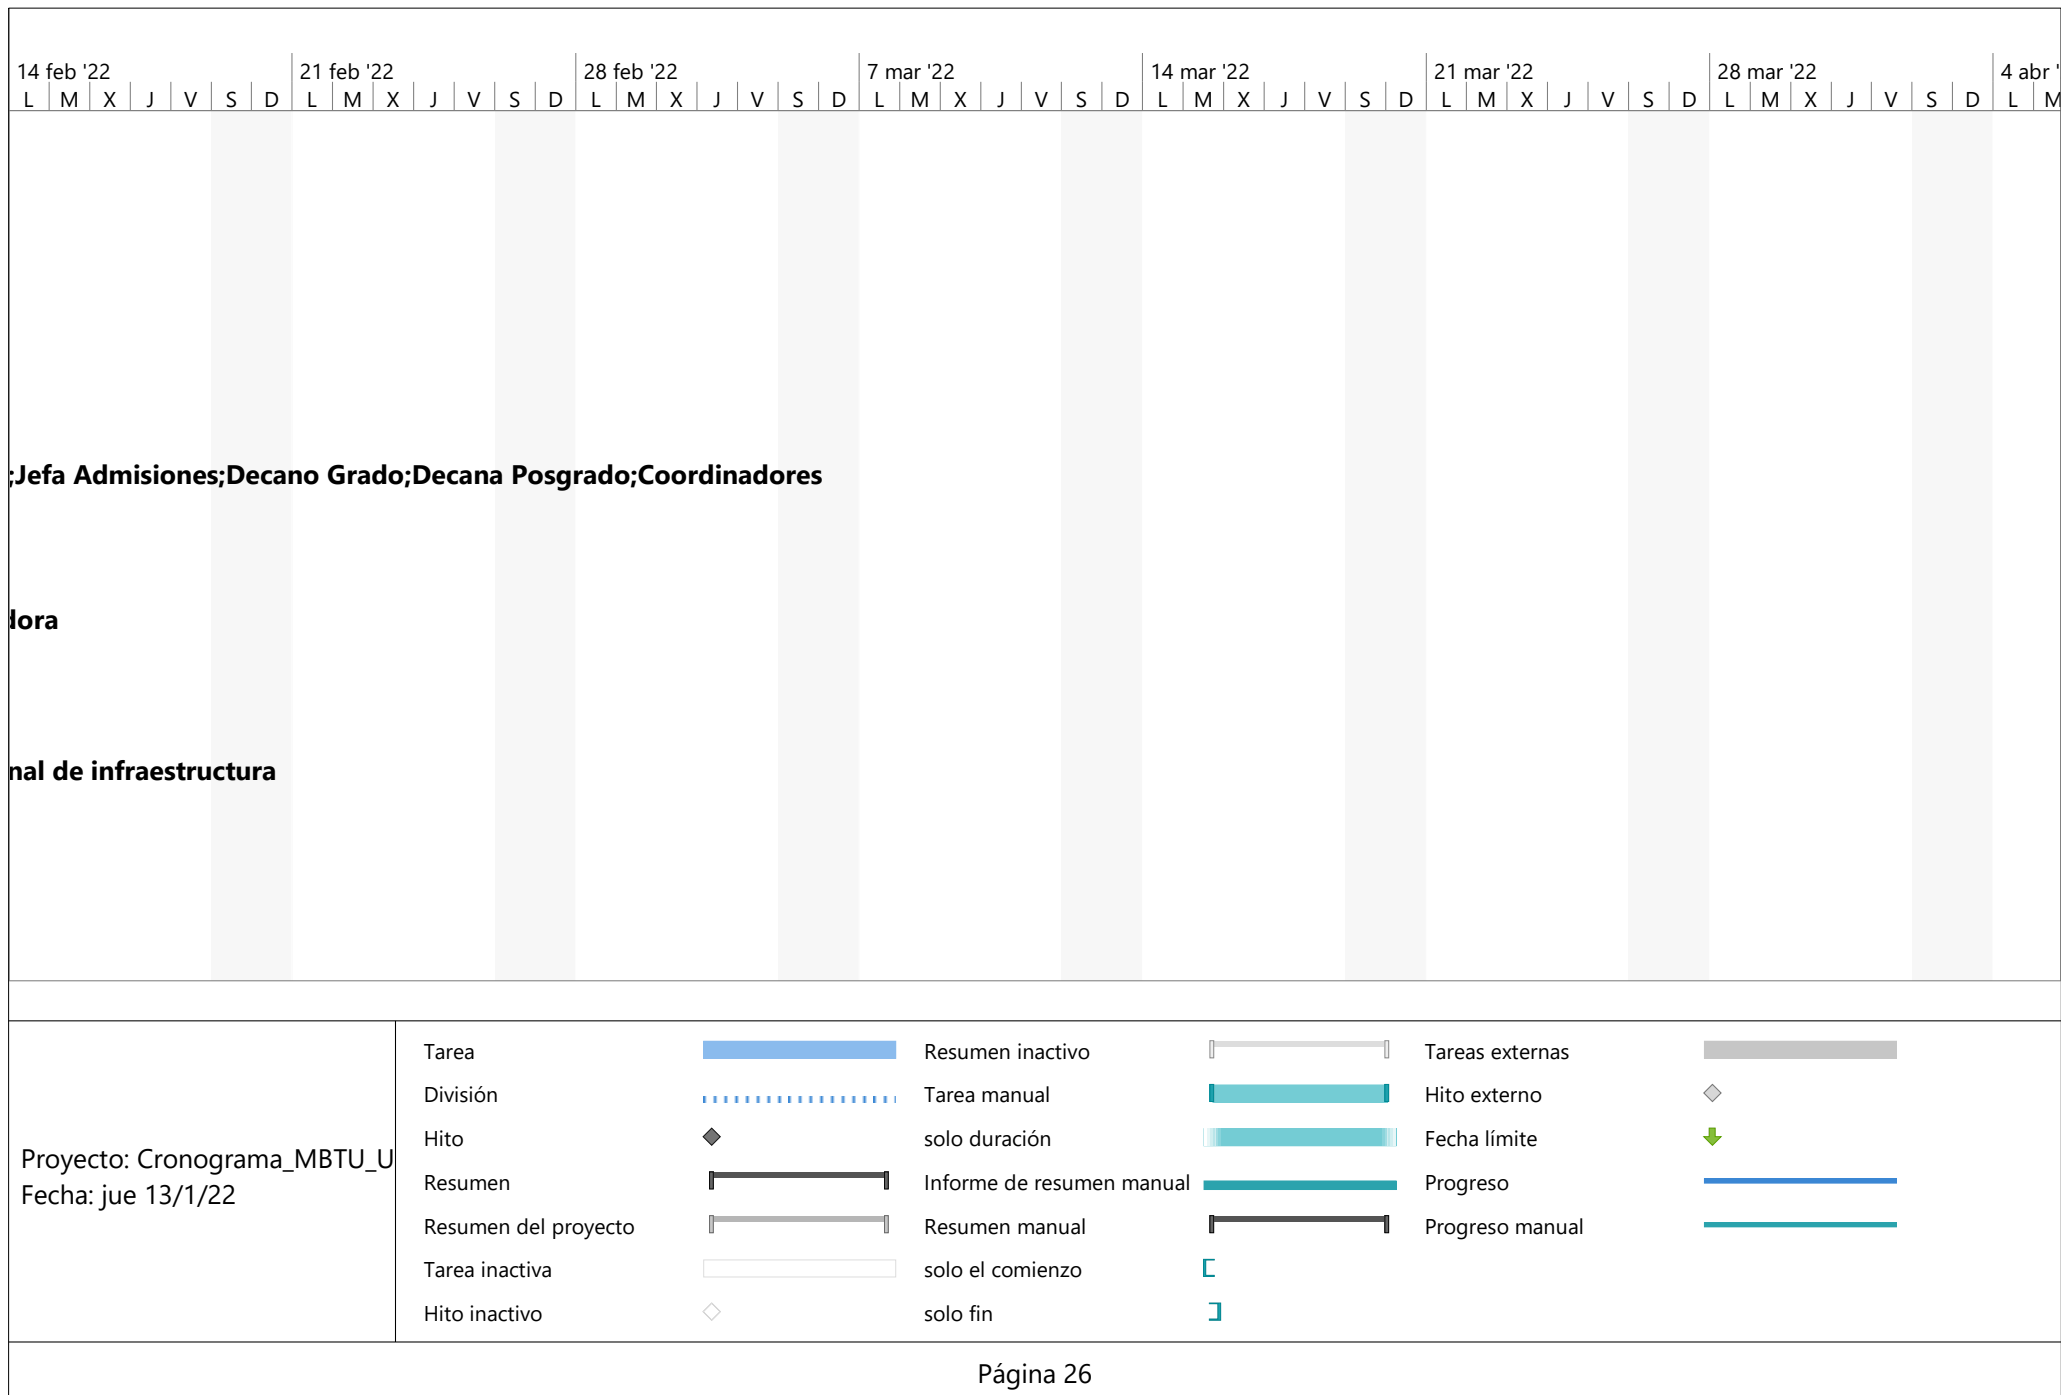 14 feb '22 21 feb '22 28 feb '22 7 mar '22 14 mar '22 21 mar '22 28 mar '22 4 abr '
L M X J V S D L M X J V S D L M X J V S D L M X J V S D L M X J V S D L M X J V S D L M X J V S D L M
;Jefa Admisiones;Decano Grado;Decana Posgrado;Coordinadores
dora
nal de infraestructura
Proyecto: Cronograma_MBTU_U
Fecha: jue 13/1/22
Tarea
División
Hito
Resumen
Resumen del proyecto
Tarea inactiva
Hito inactivo
Resumen inactivo
Tarea manual
solo duración
Informe de resumen manual
Resumen manual
solo el comienzo
solo fin
Tareas externas
Hito externo
Fecha límite
Progreso
Progreso manual
Página 26